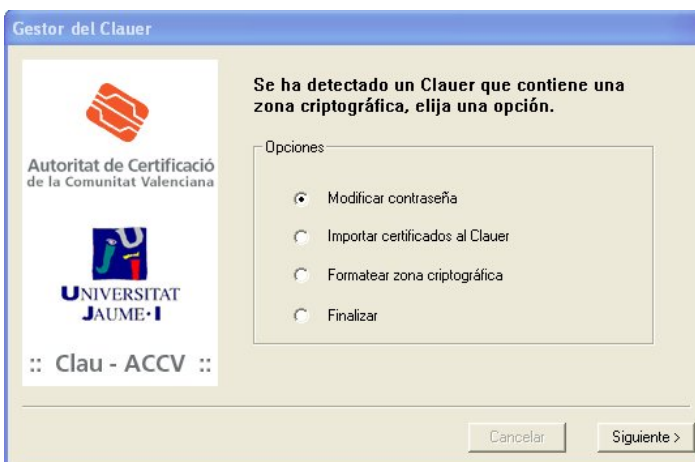 Gestor del Clauer
Autoritat de Certificació
de la Comunitat Valenciana
UNIVERSITAT
JAUME·I
:: Clau - ACCV ::
Se ha detectado un Clauer que contiene una
zona criptográfica, elija una opción.
Opciones
Modificar contraseña
Importar certificados al Clauer
Formatear zona criptográfica
Finalizar
Cancelar
Siguiente >